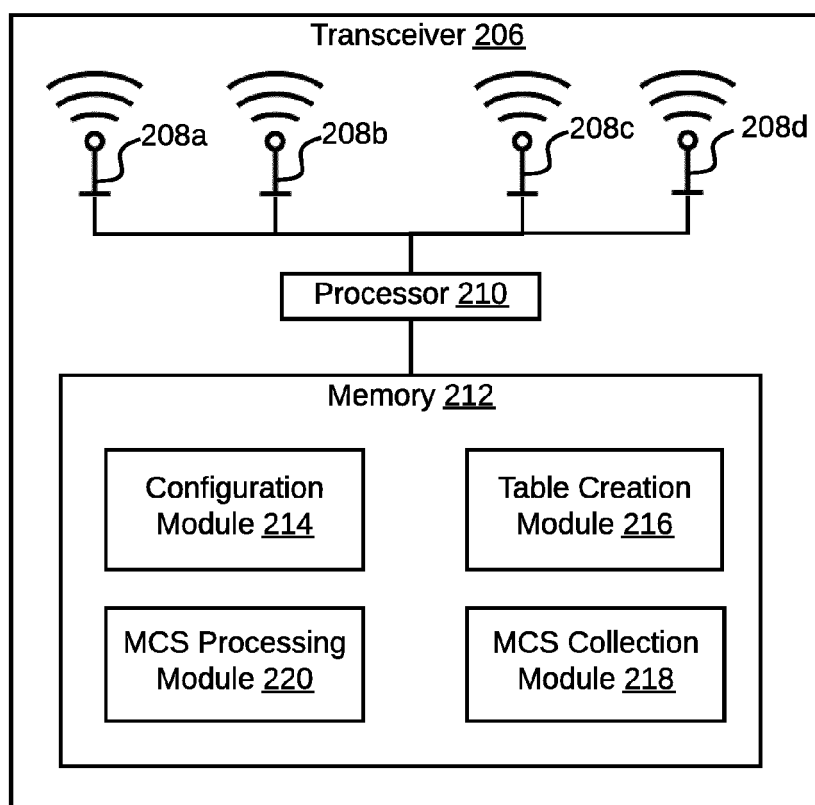 Transceiver 206
208a
208b
208c
208d
Processor 210
Memory 212
Configuration
Module 214
Table Creation
Module 216
MCS Processing
Module 220
MCS Collection
Module 218